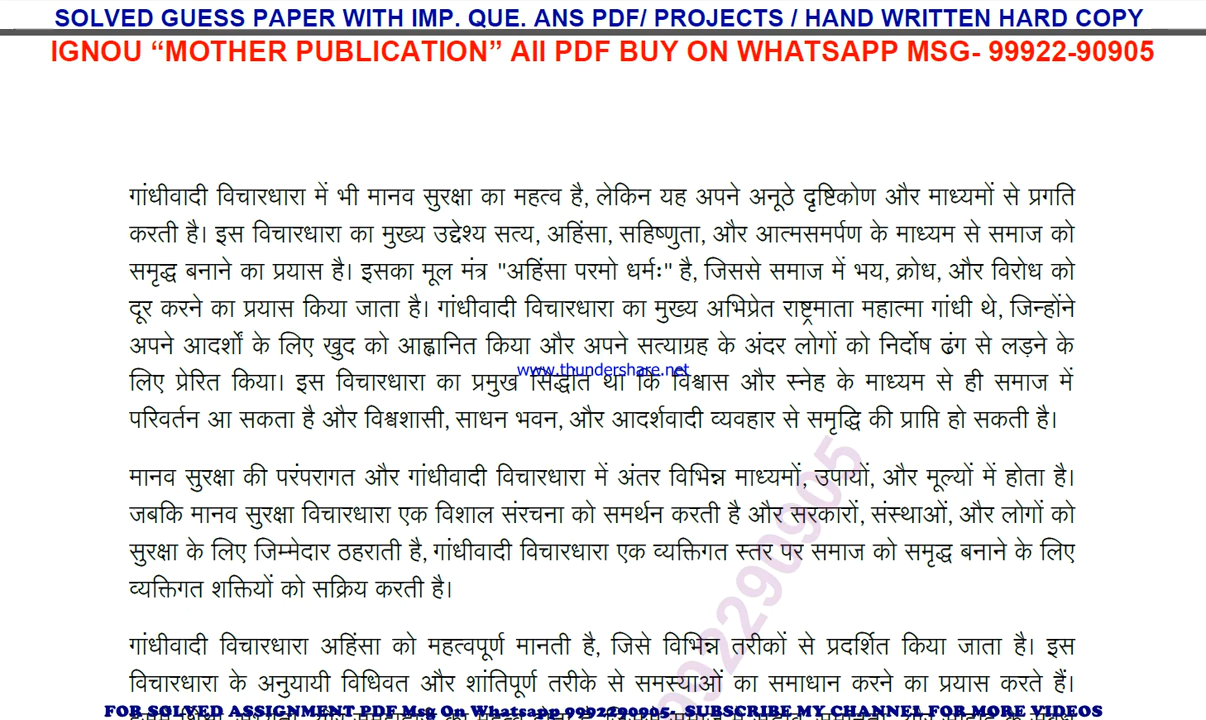 SOLVED GUESS PAPER WITH IMP. QUE. ANS PDF/ PROJECTS / HAND WRITTEN HARD COPY
IGNOU “MOTHER PUBLICATION” All PDF BUY ON WHATSAPP MSG- 99922-90905
गांधीवादी विचारधारा में भी मानव सुरक्षा का महत्व है, लेकिन यह अपने अनूठे दृष्टिकोण और माध्यमों से प्रगति
करती है। इस विचारधारा का मुख्य उद्देश्य सत्य, अहिंसा, सहिष्णुता, और आत्मसमर्पण के माध्यम से समाज को
समृद्ध बनाने का प्रयास है। इसका मूल मंत्र "अहिंसा परमो धर्मः" है, जिससे समाज में भय, क्रोध, और विरोध को
दूर करने का प्रयास किया जाता है। गांधीवादी विचारधारा का मुख्य अभिप्रेत राष्ट्रमाता महात्मा गांधी थे, जिन्होंने
अपने आदर्शों के लिए खुद को आह्वानित किया और अपने सत्याग्रह के अंदर लोगों को निर्दोष ढंग से लड़ने के
www.thundershare.net
लिए प्रेरित किया। इस विचारधारा का प्रमुख सिद्धांत था कि विश्वास और स्नेह के माध्यम से ही समाज में
परिवर्तन आ सकता है और विश्वशासी, साधन भवन, और आदर्शवादी व्यवहार से समृद्धि की प्राप्ति हो सकती है।
मानव सुरक्षा की परंपरागत और गांधीवादी विचारधारा में अंतर विभिन्न माध्यमों, उपायों, और मूल्यों में होता है।
जबकि मानव सुरक्षा विचारधारा एक विशाल संरचना को समर्थन करती है और सरकारों, संस्थाओं, और लोगों को
सुरक्षा के लिए जिम्मेदार ठहराती है, गांधीवादी विचारधारा एक व्यक्तिगत स्तर पर समाज को समृद्ध बनाने के लिए
व्यक्तिगत शक्तियों को सक्रिय करती है।
गांधीवादी विचारधारा अहिंसा को महत्वपूर्ण मानती है, जिसे विभिन्न तरीकों से प्रदर्शित किया जाता है। इस
विचारधारा के अनुयायी विधिवत और शांतिपूर्ण तरीके से समस्याओं का समाधान करने का प्रयास करते हैं।
FOR SOLVED ASSIGNMENT PDF Msg On Whatsapp 9992290905- SUBSCRIBE MY CHANNEL FOR MORE VIDEOS